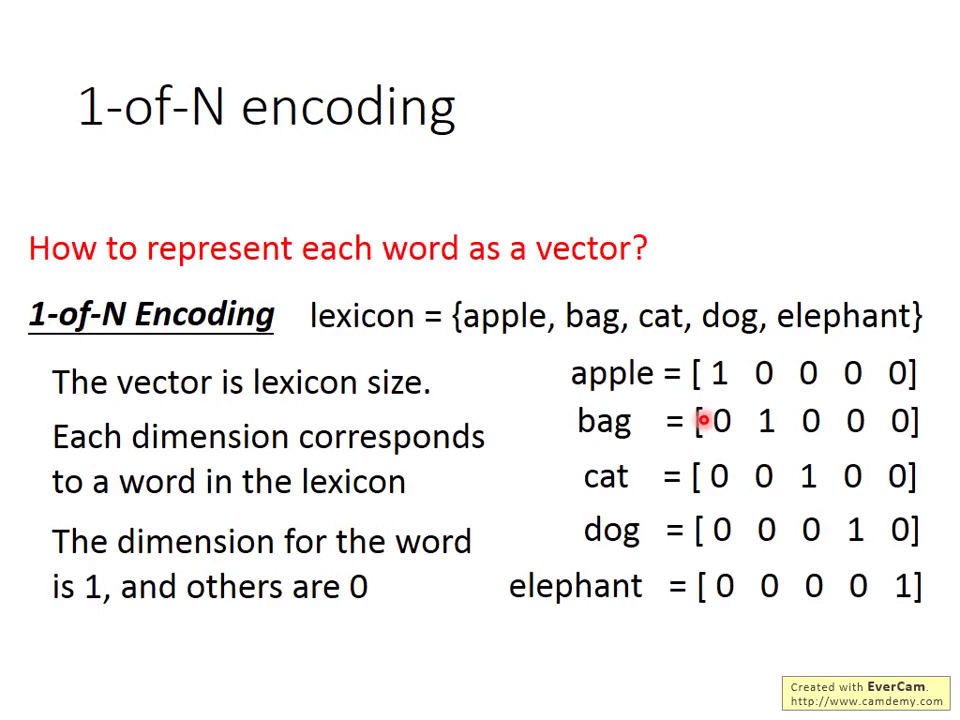 1-of-N encoding
How to represent each word as a vector?
1-of-N Encoding lexicon = {apple, bag, cat, dog, elephant}
The vector is lexicon size.
Each dimension corresponds
to a word in the lexicon
The dimension for the word
is 1, and others are 0
apple = [ 1 0 0 0 0]
bag = [ 0 1 0 0 0]
cat = [ 0 0 1 0 0]
dog = [ 0 0 0 1 0]
elephant = [ 0 0 0 0 1]
Created with EverCam.
http://www.camdemy.com